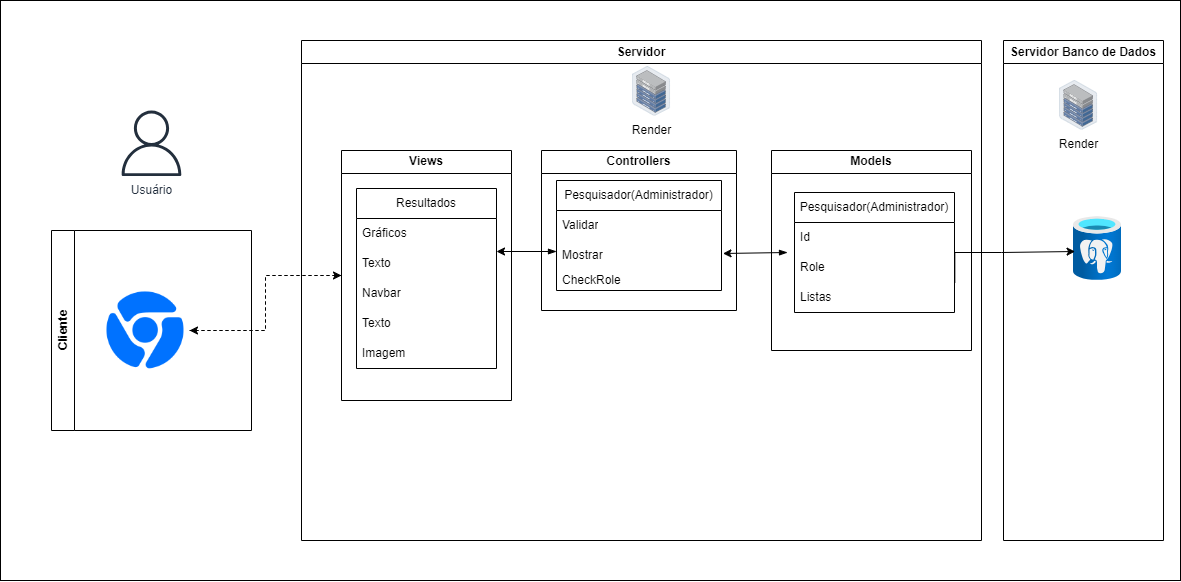 Servidor
Servidor Banco de Dados
Render
Render
Usuário
Cliente
Views
Resultados
Gráficos
Texto
Navbar
Texto
Imagem
Controllers
Pesquisador(Administrador)
Validar
Mostrar
CheckRole
Models
Pesquisador(Administrador)
Id
Role
Listas